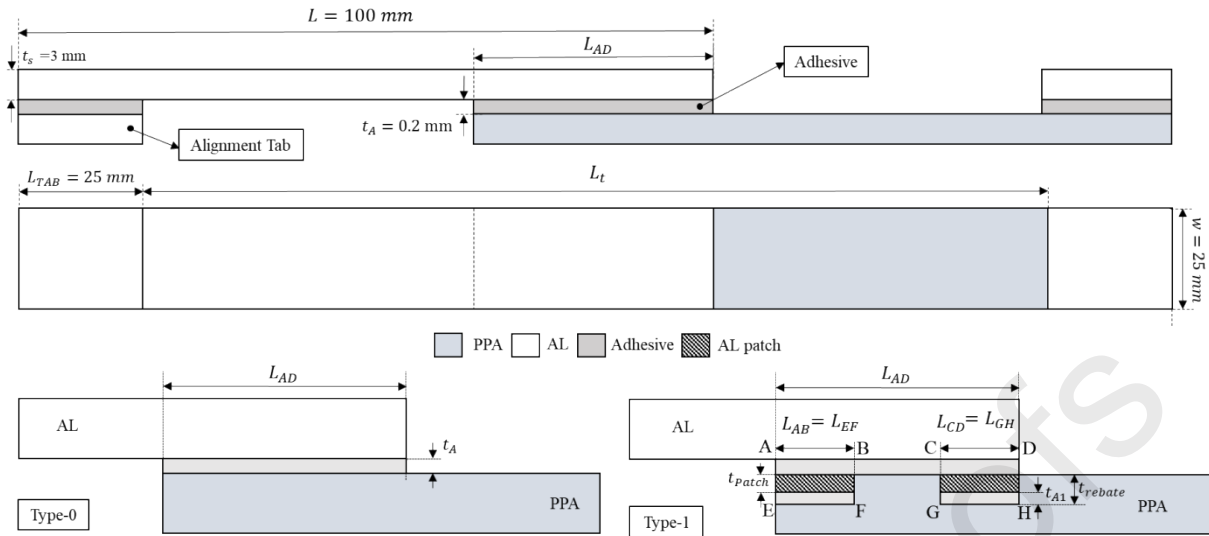 L = 100 mm
t_s =3 mm
L_AD
Adhesive
t_A = 0.2 mm
Alignment Tab
L_TAB = 25 mm
L_t
w = 25 mm
PPA AL Adhesive AL patch
L_AD
AL
t_A
PPA
Type-0
L_AD
AL
L_AB = L_EF
L_CD = L_GH
A B C D
t_Patch
t_A1
t_rebate
E F G H
PPA
Type-1
ofs